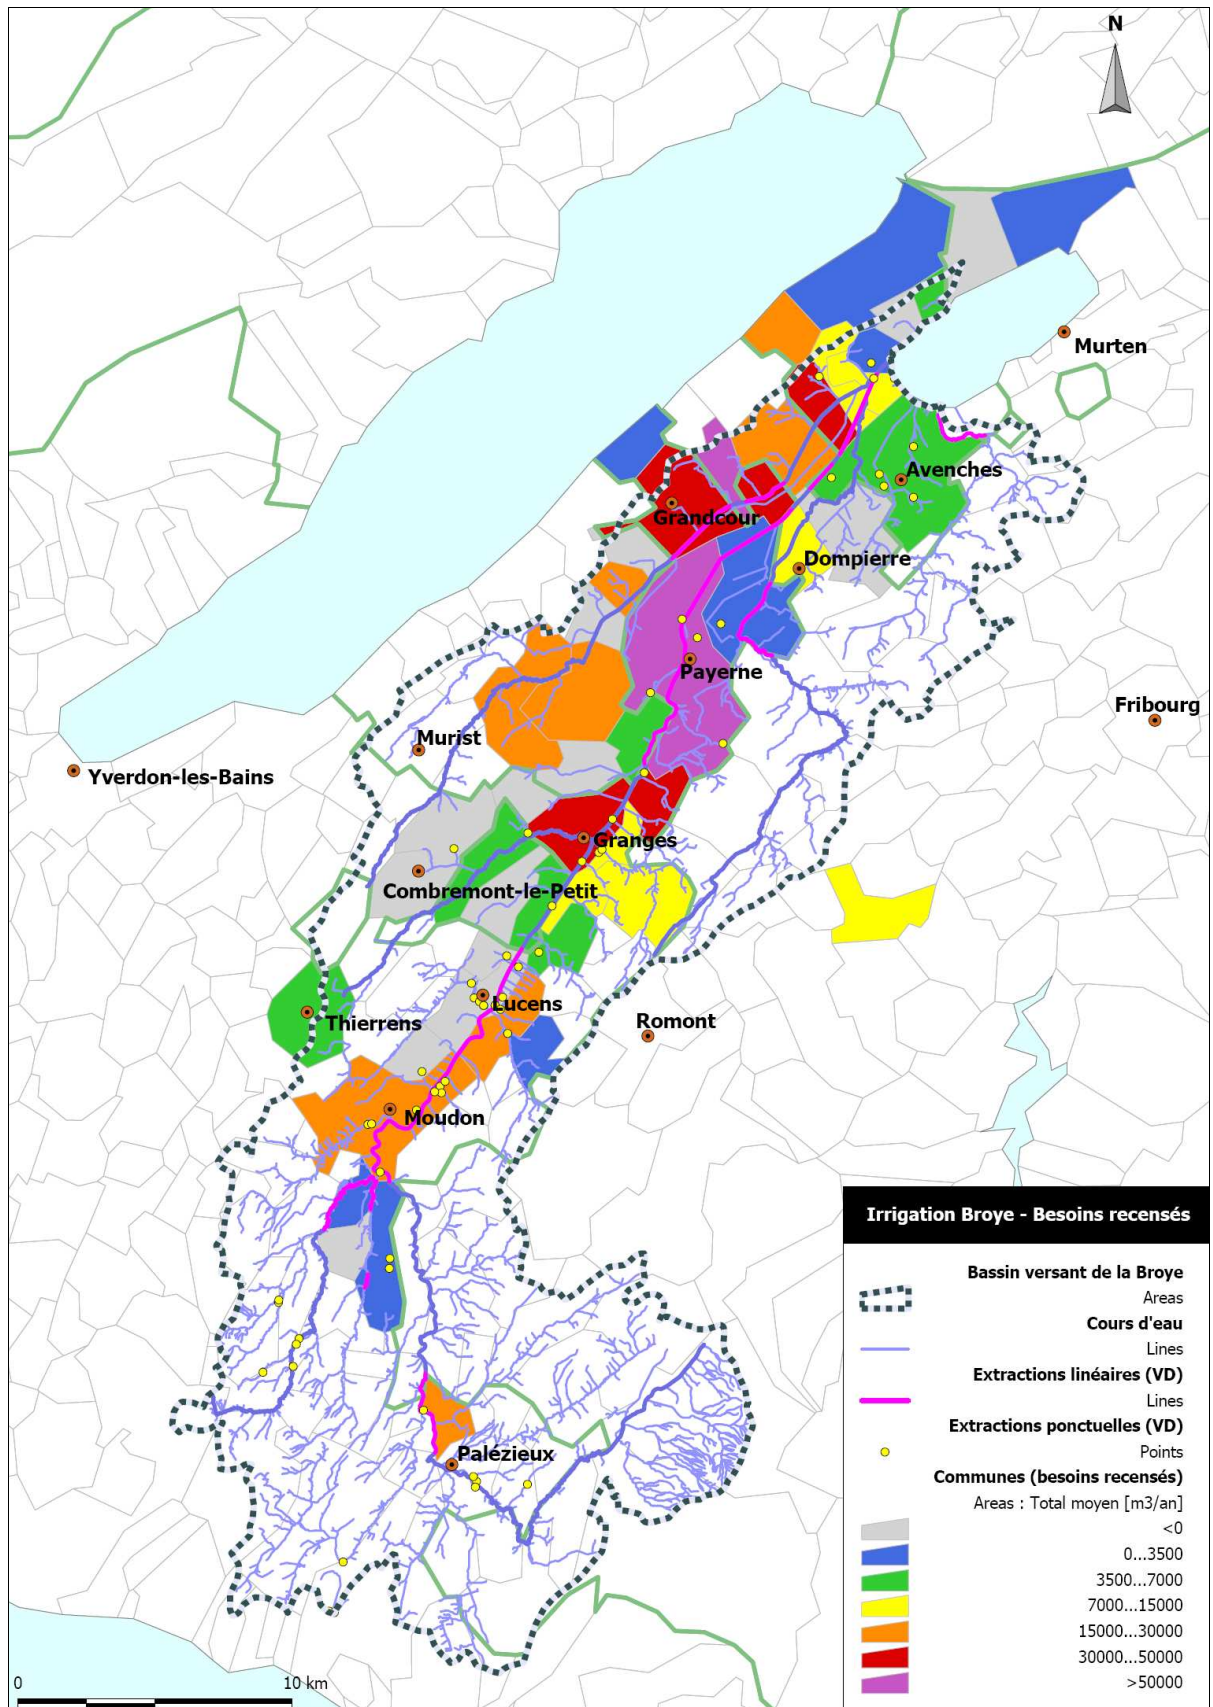 N
Murten
Avenches
Grandcour
Dompierre
Payerne
Fribourg
Murist
Yverdon-les-Bains
Granges
Combremont-le-Petit
Lucens
Thierrens
Romont
Moudon
Palézieux
Irrigation Broye - Besoins recensés
Bassin versant de la Broye
Areas
Cours d'eau
Lines
Extractions linéaires (VD)
Lines
Extractions ponctuelles (VD)
Points
Communes (besoins recensés)
Areas : Total moyen [m3/an]
<0
0...3500
3500...7000
7000...15000
15000...30000
30000...50000
>50000
0 10 km